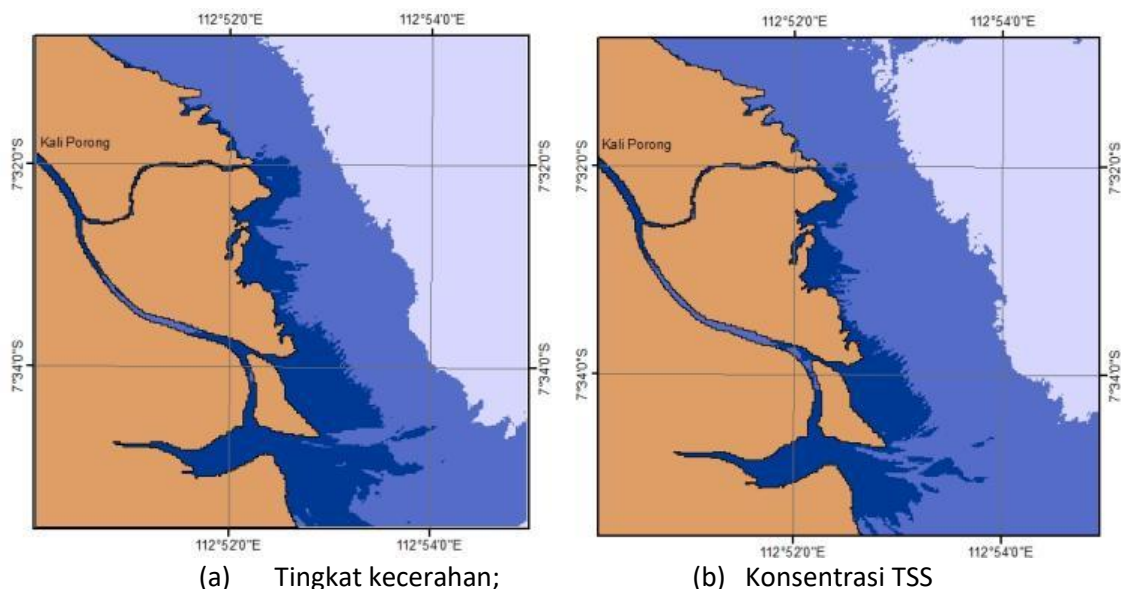 112°52'0"E 112°54'0"E
112°52'0"E 112°54'0"E
Kali Porong
Kali Porong
7°32'0"S
7°32'0"S
7°32'0"S
7°32'0"S
7°34'0"S
7°34'0"S
7°34'0"S
7°34'0"S
112°52'0"E 112°54'0"E
112°52'0"E 112°54'0"E
(a) Tingkat kecerahan;
(b) Konsentrasi TSS